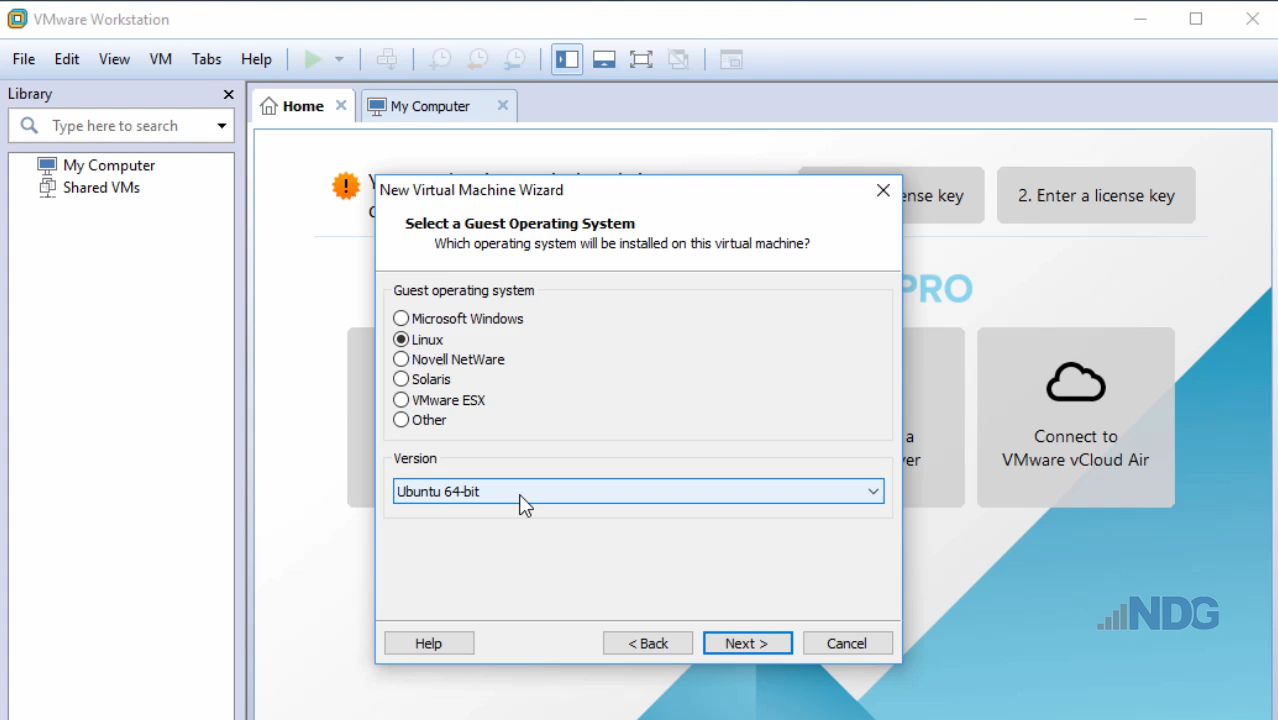 VMware Workstation
File Edit View VM Tabs Help
Library
Type here to search
My Computer
Shared VMs
Home
My Computer
!
ense key
2. Enter a license key
PRO
New Virtual Machine Wizard
Select a Guest Operating System
Which operating system will be installed on this virtual machine?
Guest operating system
Microsoft Windows
Linux
Novell NetWare
Solaris
VMware ESX
Other
Version
Ubuntu 64-bit
Help
< Back
Next >
Cancel
a
er
Connect to
VMware vCloud Air
NDG